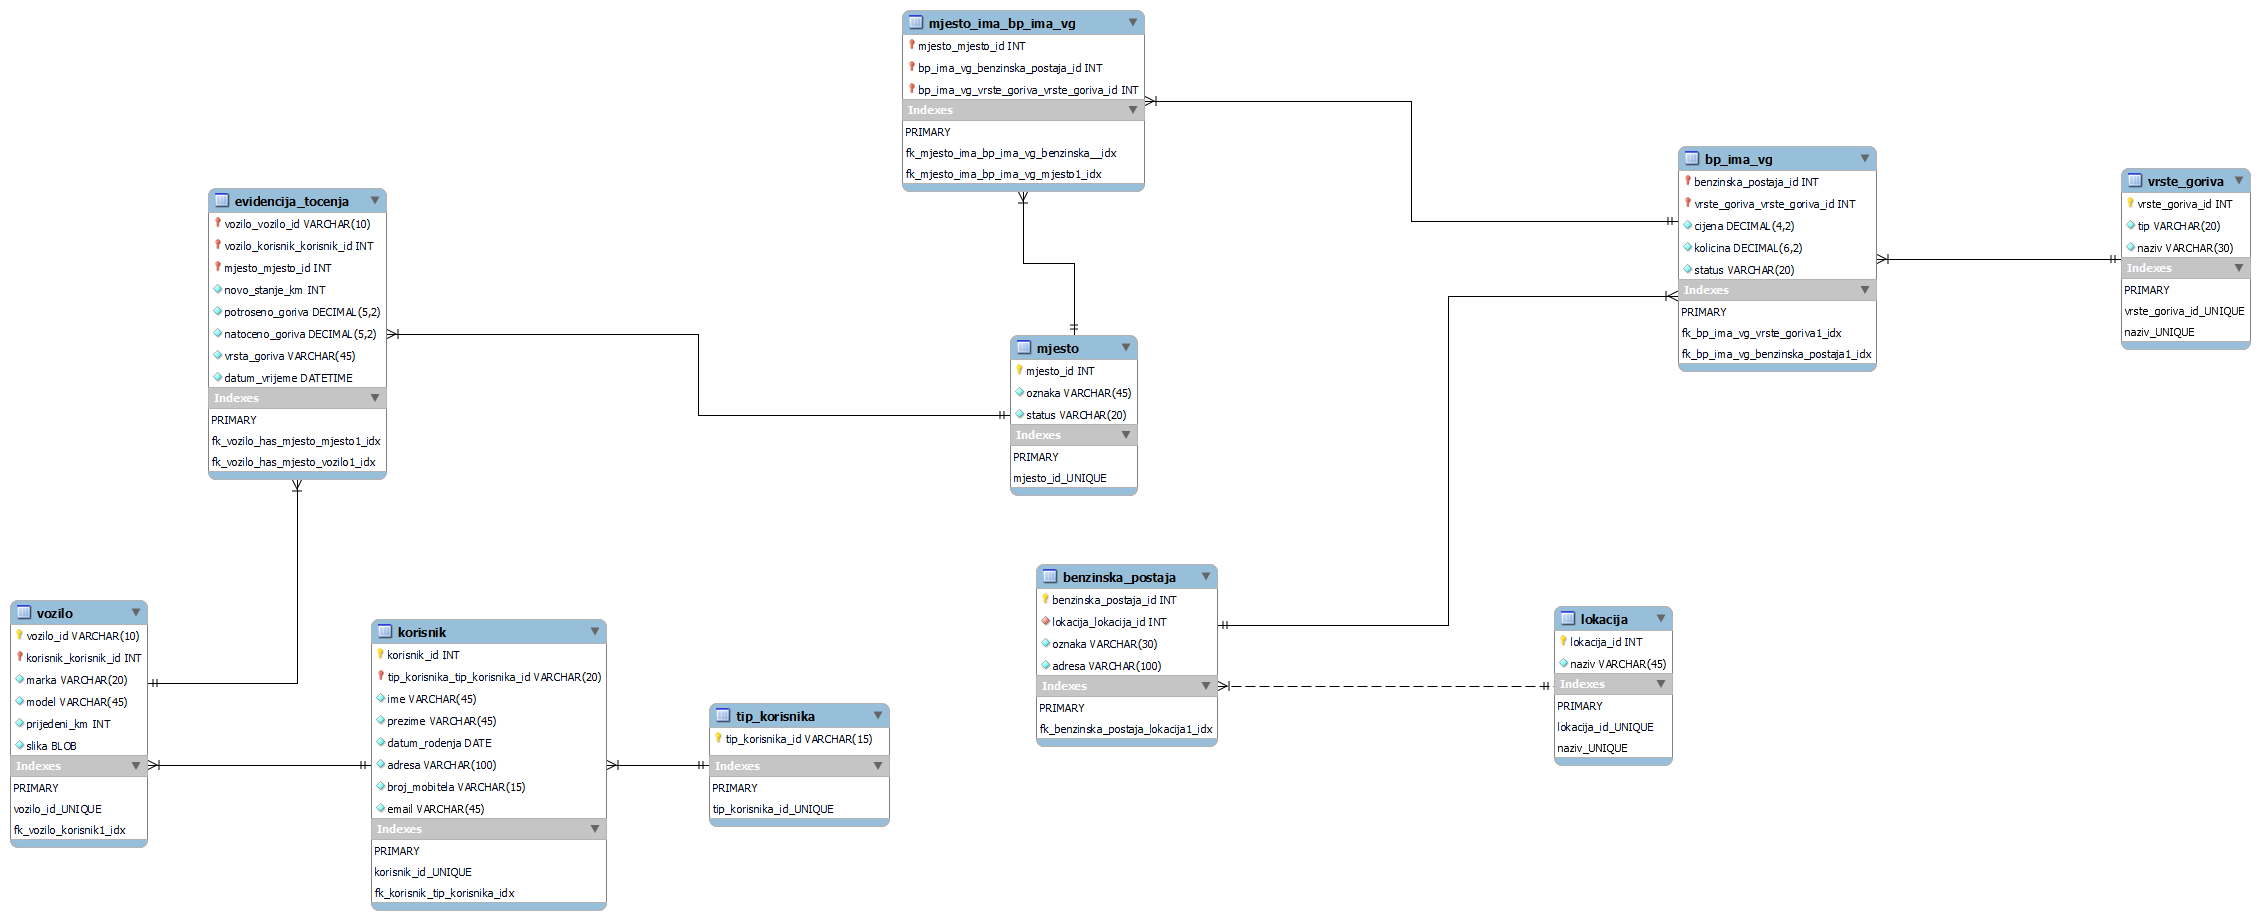 mjesto_ima_bp_ima_vg
mjesto_mjesto_id INT
bp_ima_vg_benzinska_postaja_id INT
bp_ima_vg_vrste_goriva_vrste_goriva_id INT
Indexes
PRIMARY
fk_mjesto_ima_bp_ima_vg_benzinska__idx
fk_mjesto_ima_bp_ima_vg_mjesto1_idx
bp_ima_vg
benzinska_postaja_id INT
vrste_goriva_vrste_goriva_id INT
cijena DECIMAL(4,2)
kolicina DECIMAL(6,2)
status VARCHAR(20)
Indexes
PRIMARY
fk_bp_ima_vg_vrste_goriva1_idx
fk_bp_ima_vg_benzinska_postaja1_idx
vrste_goriva
vrste_goriva_id INT
tip VARCHAR(20)
naziv VARCHAR(30)
Indexes
PRIMARY
vrste_goriva_id_UNIQUE
naziv_UNIQUE
evidencija_tocenja
vozilo_vozilo_id VARCHAR(10)
vozilo_korisnik_korisnik_id INT
mjesto_mjesto_id INT
novo_stanje_km INT
potroseno_goriva DECIMAL(5,2)
natoceno_goriva DECIMAL(5,2)
vrsta_goriva VARCHAR(45)
datum_vrijeme DATETIME
Indexes
PRIMARY
fk_vozilo_has_mjesto_mjesto1_idx
fk_vozilo_has_mjesto_vozilo1_idx
mjesto
mjesto_id INT
oznaka VARCHAR(45)
status VARCHAR(20)
Indexes
PRIMARY
mjesto_id_UNIQUE
benzinska_postaja
benzinska_postaja_id INT
lokacija_lokacija_id INT
oznaka VARCHAR(30)
adresa VARCHAR(100)
Indexes
PRIMARY
fk_benzinska_postaja_lokacija1_idx
lokacija
lokacija_id INT
naziv VARCHAR(45)
Indexes
PRIMARY
lokacija_id_UNIQUE
naziv_UNIQUE
vozilo
vozilo_id VARCHAR(10)
korisnik_korisnik_id INT
marka VARCHAR(20)
model VARCHAR(45)
prijedeni_km INT
slika BLOB
Indexes
PRIMARY
vozilo_id_UNIQUE
fk_vozilo_korisnik1_idx
korisnik
korisnik_id INT
tip_korisnika_tip_korisnika_id VARCHAR(20)
ime VARCHAR(45)
prezime VARCHAR(45)
datum_rodenja DATE
adresa VARCHAR(100)
broj_mobitela VARCHAR(15)
email VARCHAR(45)
Indexes
PRIMARY
korisnik_id_UNIQUE
fk_korisnik_tip_korisnika_idx
tip_korisnika
tip_korisnika_id VARCHAR(15)
Indexes
PRIMARY
tip_korisnika_id_UNIQUE